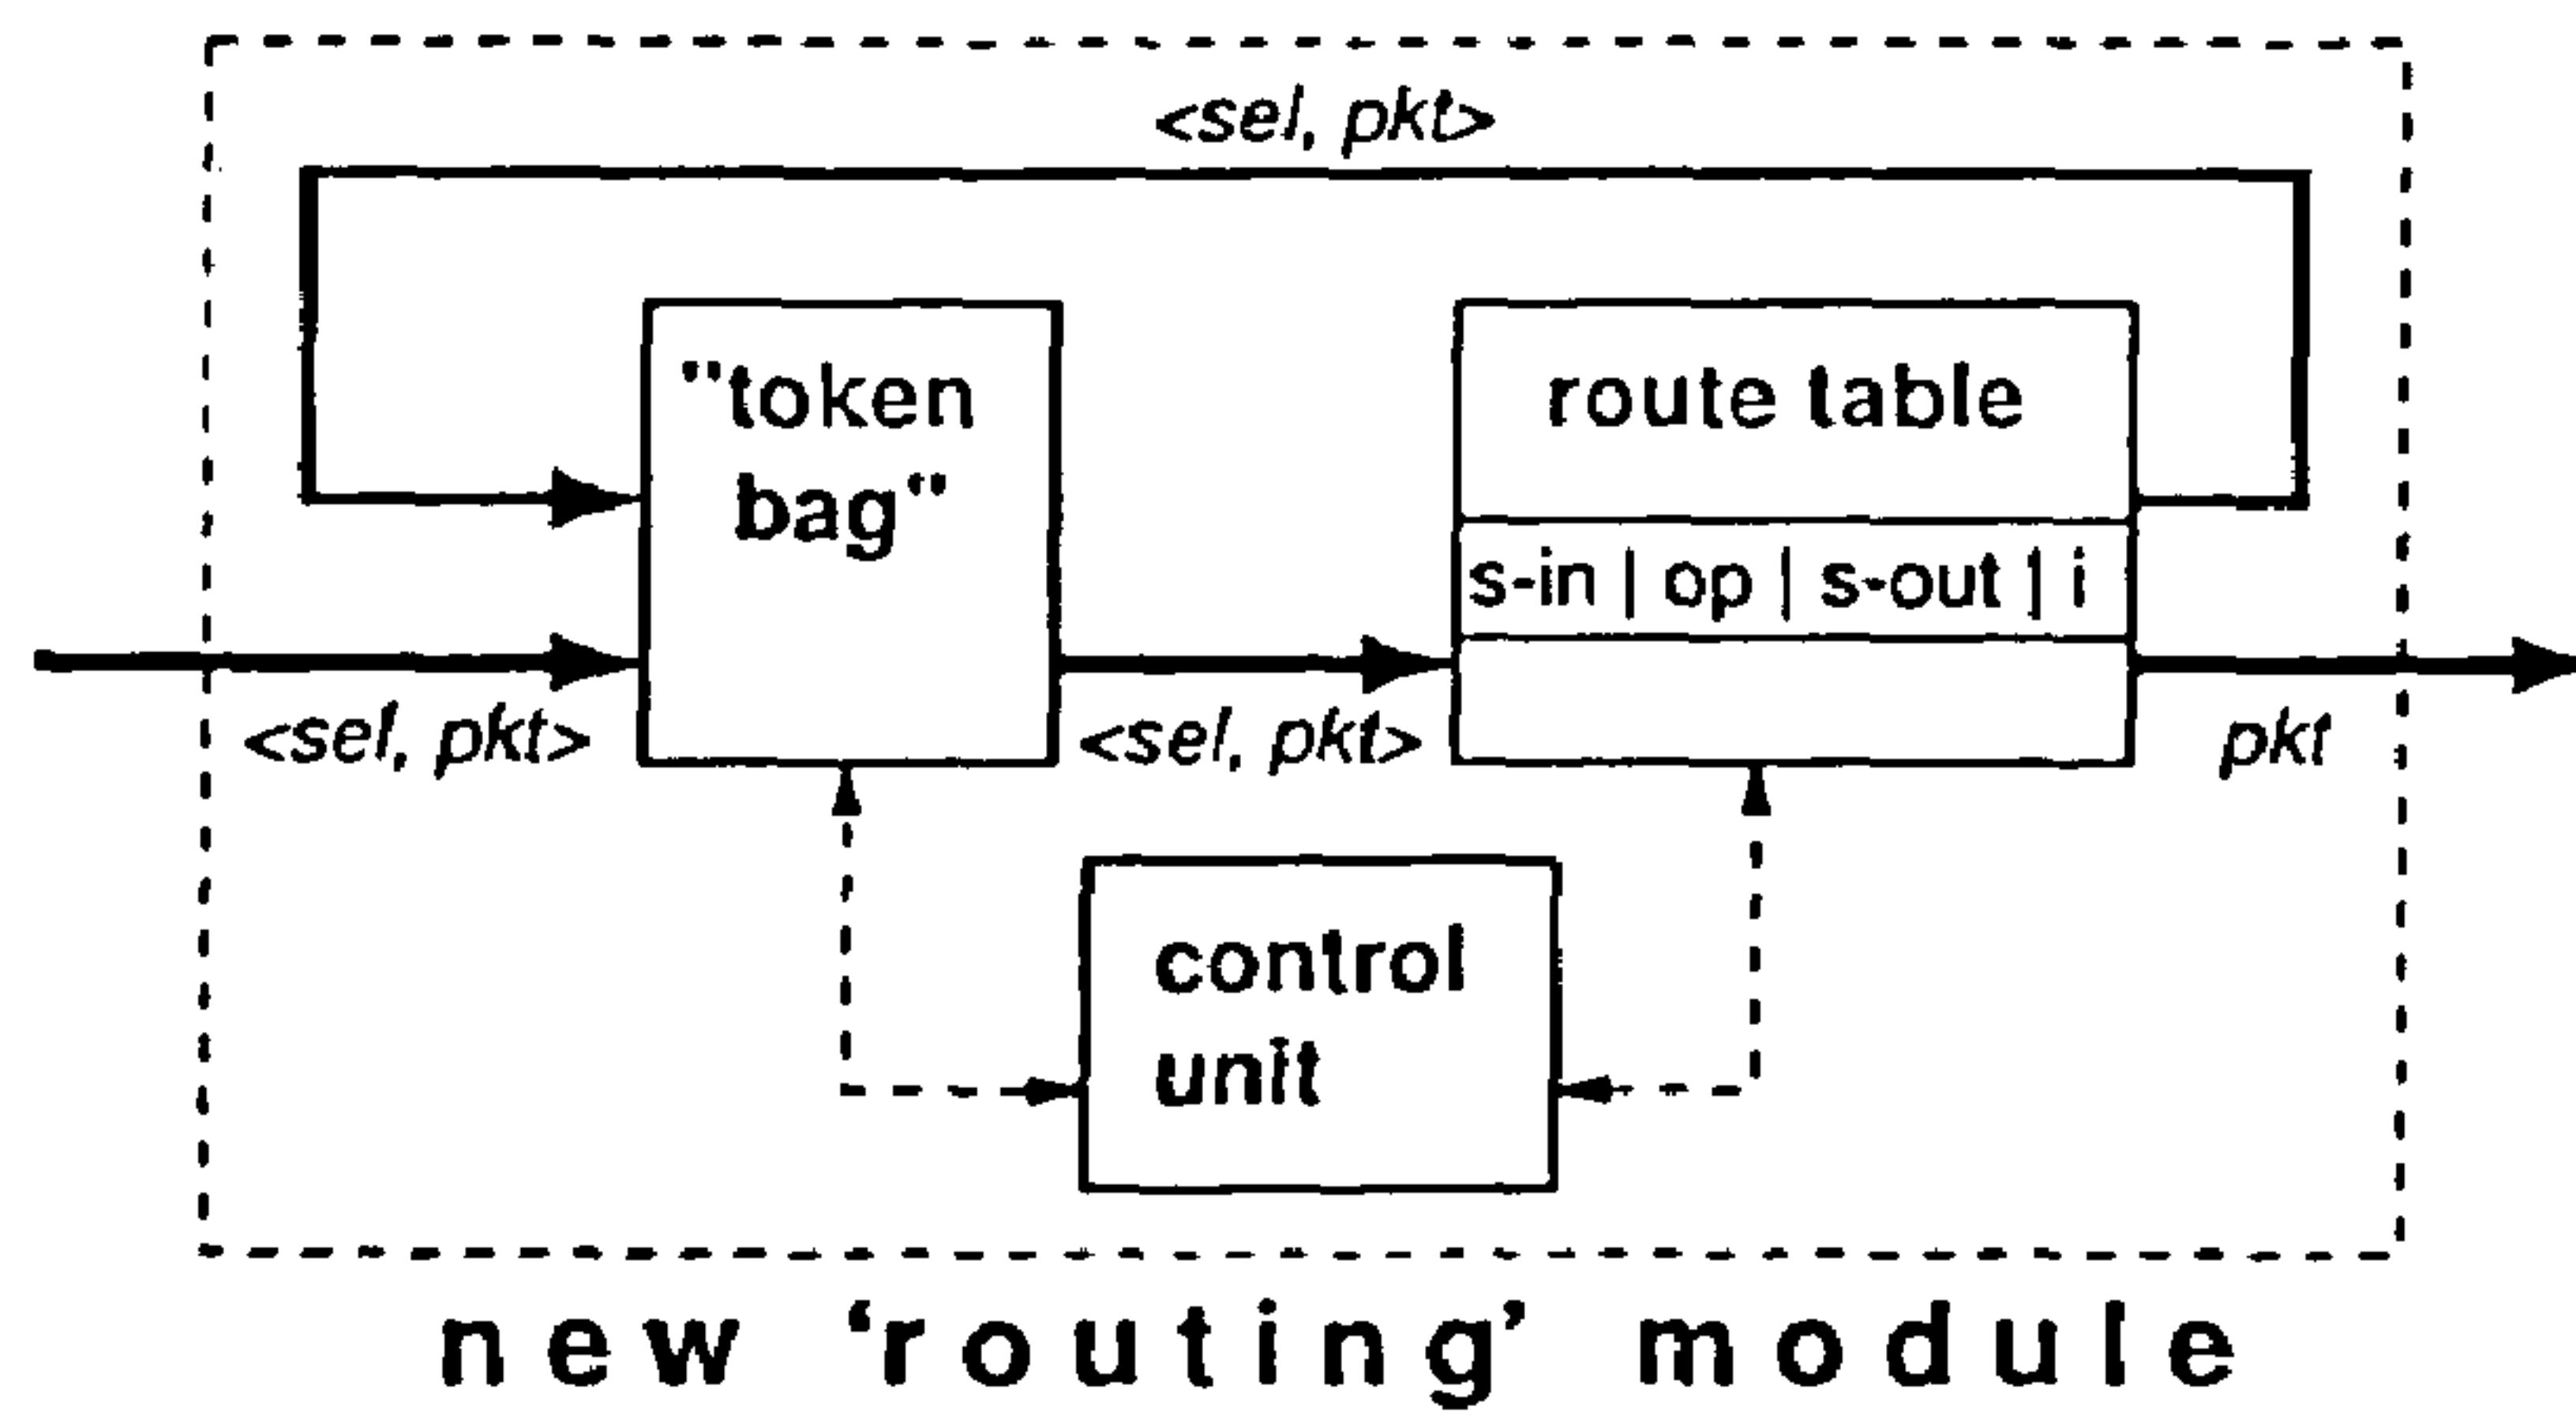 <sel, pkt>
"token
bag"
route table
s-in | op | s-out | i
<sel, pkt>
<sel, pkt>
pkt
control
unit
new ‘routing’ module